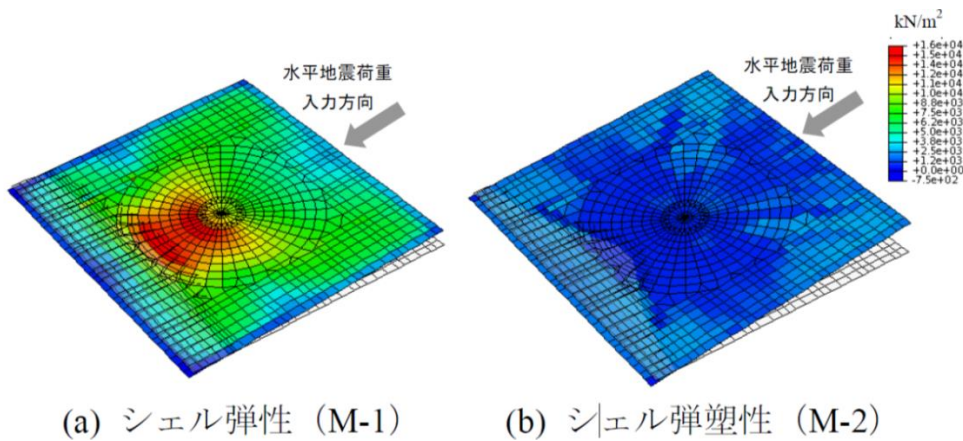 kN/m²
+1.6e+04
+1.4e+04
+1.2e+04
+1.1e+04
+1.0e+04
+8.8e+03
+7.5e+03
+6.2e+03
+5.0e+03
+3.8e+03
+2.5e+03
+1.2e+03
+0.0e+00
-7.5e+02
水平地震荷重
入力方向
水平地震荷重
入力方向
(a) シェル弾性（M-1）
(b) シェル弾塑性（M-2）